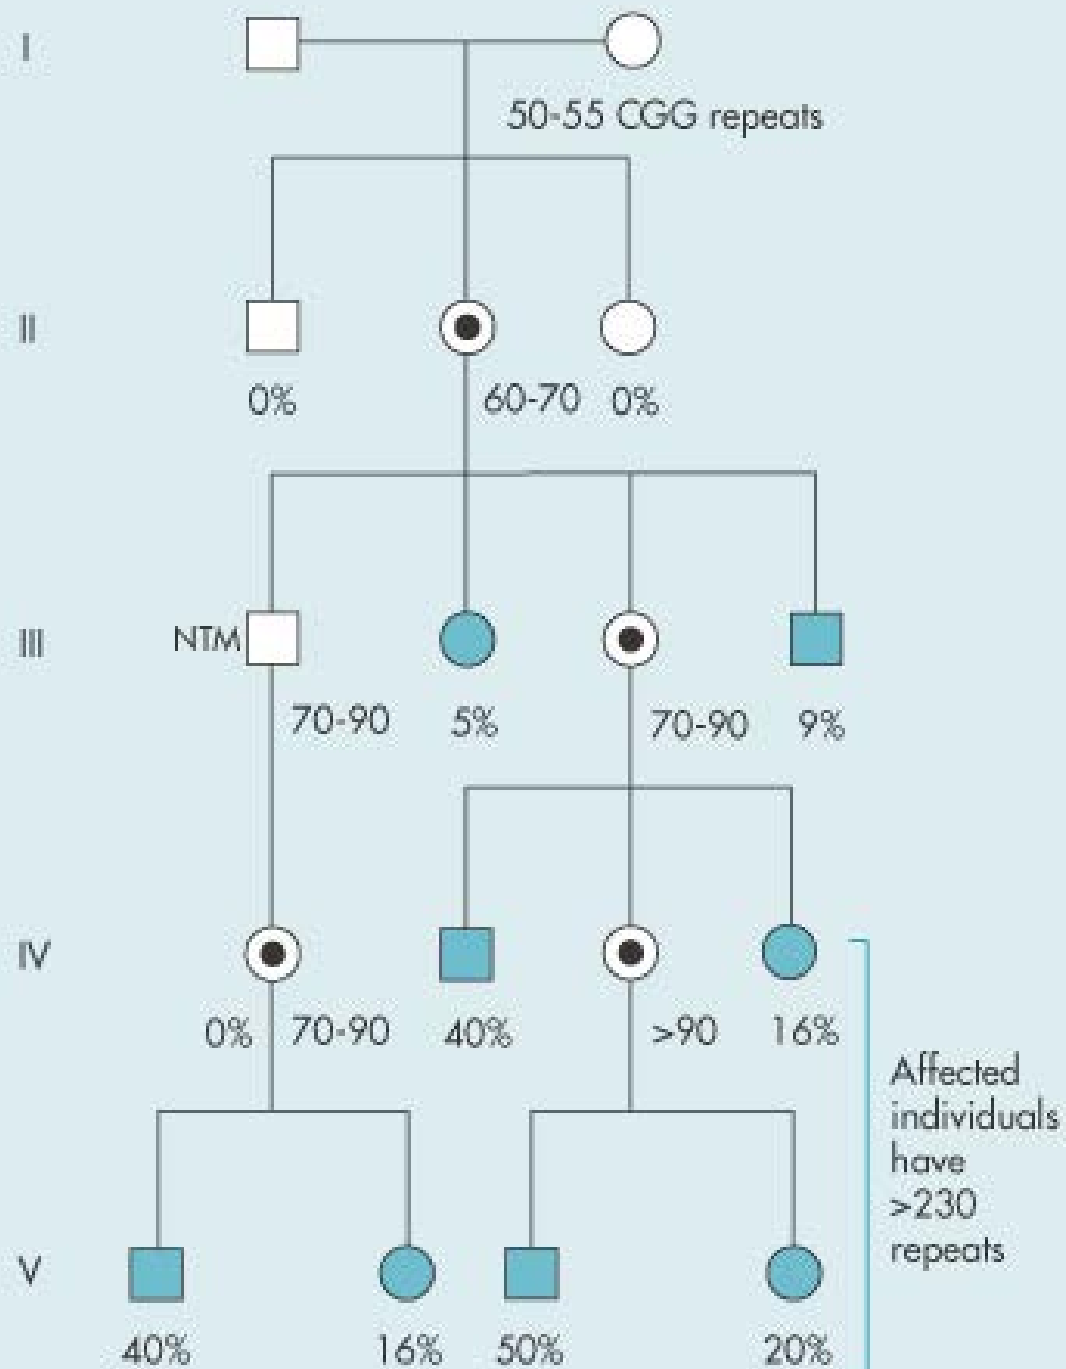 I
50-55 CGG repeats
II
0%
60-70
0%
III
NTM
70-90
5%
70-90
9%
IV
0%
70-90
40%
>90
16%
Affected
individuals
have
>230
repeats
V
40%
16%
50%
20%